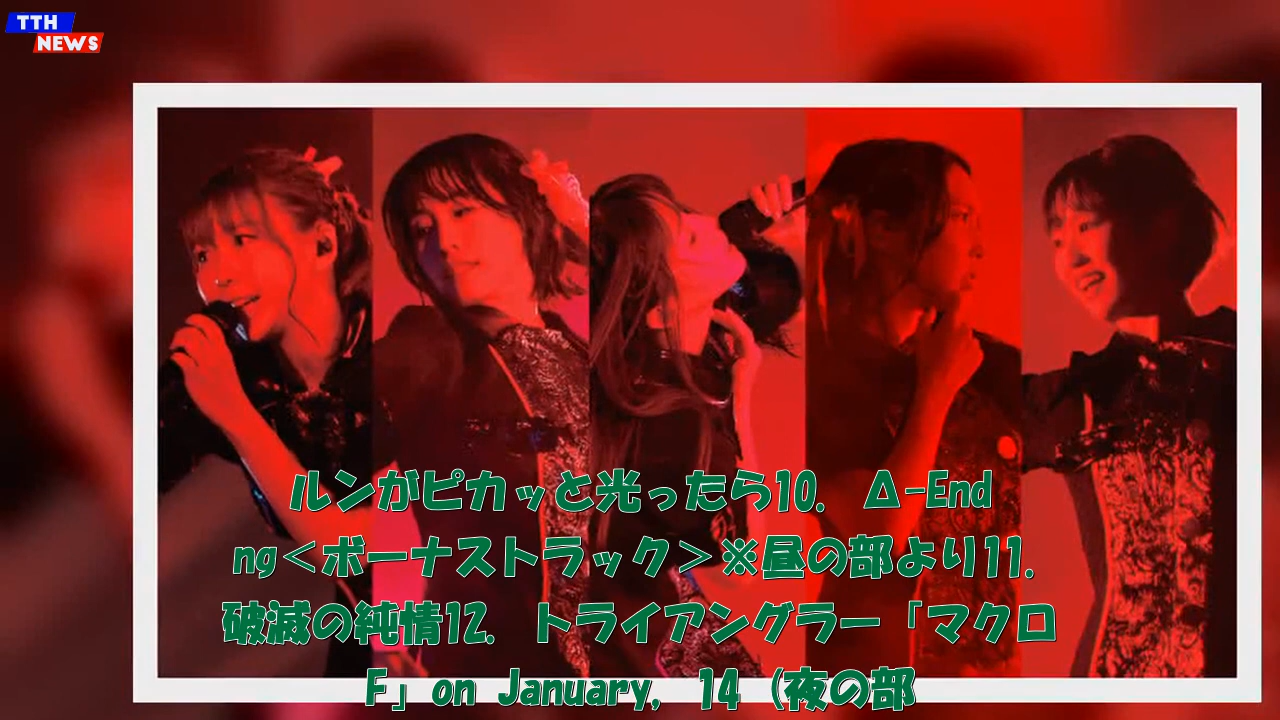 TTH
NEWS
ルンがピカッと光ったら10. Δ-End
ng＜ボーナストラック＞※昼の部より11.
破滅の純情12. トライアングラー「マクロ
F」on January, 14 (夜の部